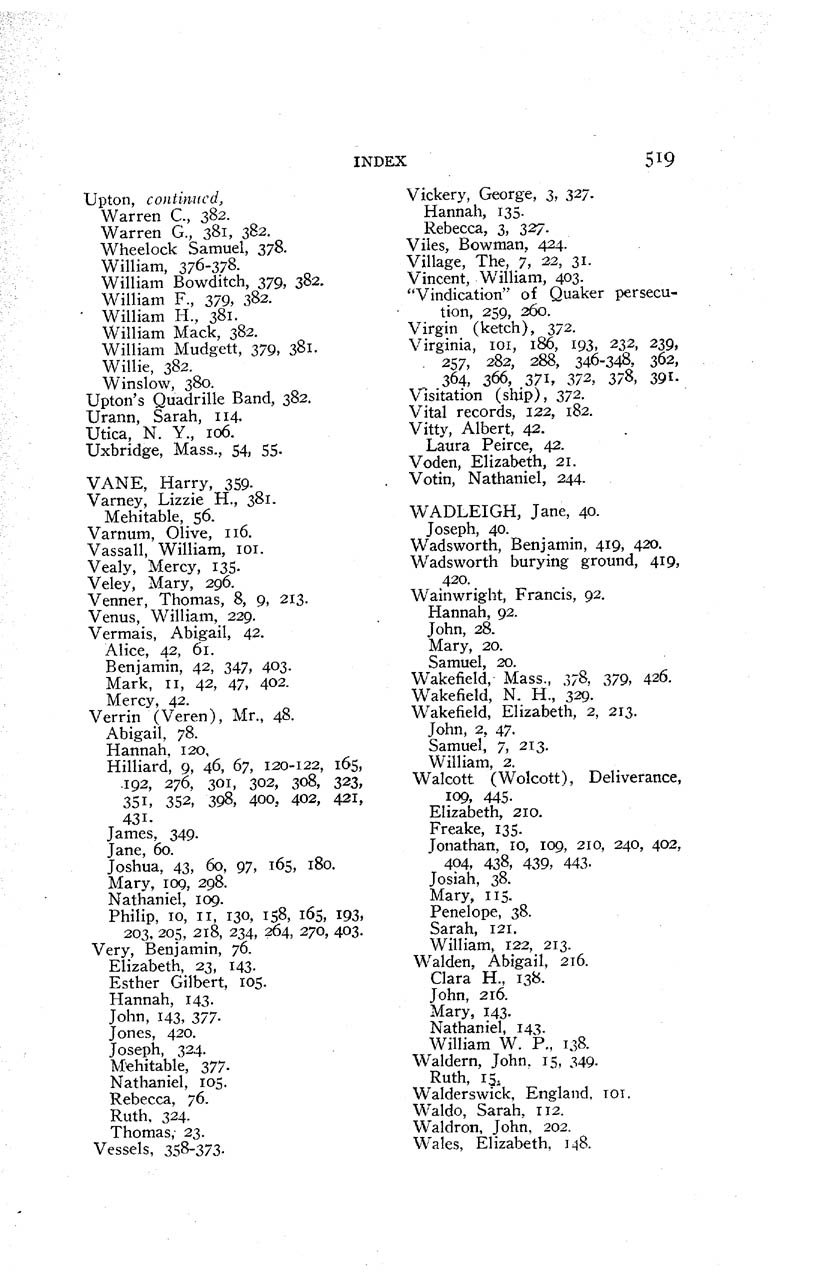 INDEX 519
Upton, continued,
Warren C., 382.
Warren G., 381, 382.
Wheelock Samuel, 378.
William, 376-378.
William Bowditch, 379, 382.
William F., 379, 382.
William H., 381.
William Mack, 382.
William Mudgett, 379, 381.
Willie, 382.
Winslow, 380.
Upton's Quadrille Band, 382.
Urann, Sarah, 114.
Utica, N. Y., 106.
Uxbridge, Mass., 54, 55.
VANE, Harry, 359.
Varney, Lizzie H., 381.
Mehitable, 56.
Varnum, Olive, 116.
Vassall, William, 101.
Vealy, Mercy, 135.
Veley, Mary, 296.
Venner, Thomas, 8, 9, 213.
Venus, William, 229.
Vermais, Abigail, 42.
Alice, 42, 61.
Benjamin, 42, 347, 403.
Mark, 11, 42, 47, 402.
Mercy, 42.
Verrin (Veren), Mr., 48.
Abigail, 78.
Hannah, 120,
Hilliard, 9, 46, 67, 120-122, 165,
192, 276, 301, 302, 308, 323,
351, 352, 398, 400, 402, 421,
431.
James, 349.
Jane, 60.
Joshua, 43, 60, 97, 165, 180.
Mary, 109, 298.
Nathaniel, 109.
Philip, 10, 11, 130, 158, 165, 193,
203, 205, 218, 234, 264, 270, 403.
Very, Benjamin, 76.
Elizabeth, 23, 143.
Esther Gilbert, 105.
Hannah, 143.
John, 143, 377.
Jones, 420.
Joseph, 324.
Mehitable, 377.
Nathaniel, 105.
Rebecca, 76.
Ruth, 324.
Thomas, 23.
Vessels, 358-373.
Vickery, George, 3, 327.
Hannah, 135.
Rebecca, 3, 327.
Viles, Bowman, 424.
Village, The, 7, 22, 31.
Vincent, William, 403.
"Vindication" of Quaker persecu-
tion, 259, 260.
Virgin (ketch), 372.
Virginia, 101, 186, 193, 232, 239,
257, 282, 288, 346-348, 362,
364, 366, 371, 372, 378, 391.
Visitation (ship), 372.
Vital records, 122, 182.
Vitty, Albert, 42.
Laura Peirce, 42.
Voden, Elizabeth, 21.
Votin, Nathaniel, 244.
WADLEIGH, Jane, 40.
Joseph, 40.
Wadsworth, Benjamin, 419, 420.
Wadsworth burying ground, 419,
420.
Wainwright, Francis, 92.
Hannah, 92.
John, 28.
Mary, 20.
Samuel, 20.
Wakefield, Mass., 378, 379, 426.
Wakefield, N. H., 329.
Wakefield, Elizabeth, 2, 213.
John, 2, 47.
Samuel, 7, 213.
William, 2.
Walcott (Wolcott), Deliverance,
109, 445.
Elizabeth, 210.
Freake, 135.
Jonathan, 10, 109, 210, 240, 402,
404, 438, 439, 443.
Josiah, 38.
Mary, 115.
Penelope, 38.
Sarah, 121.
William, 122, 213.
Walden, Abigail, 216.
Clara H., 138.
John, 216.
Mary, 143.
Nathaniel, 143.
William W. P., 138.
Waldern, John, 15, 349.
Ruth, 15.
Walderswick, England, 101.
Waldo, Sarah, 112.
Waldron, John, 202.
Wales, Elizabeth, 148.